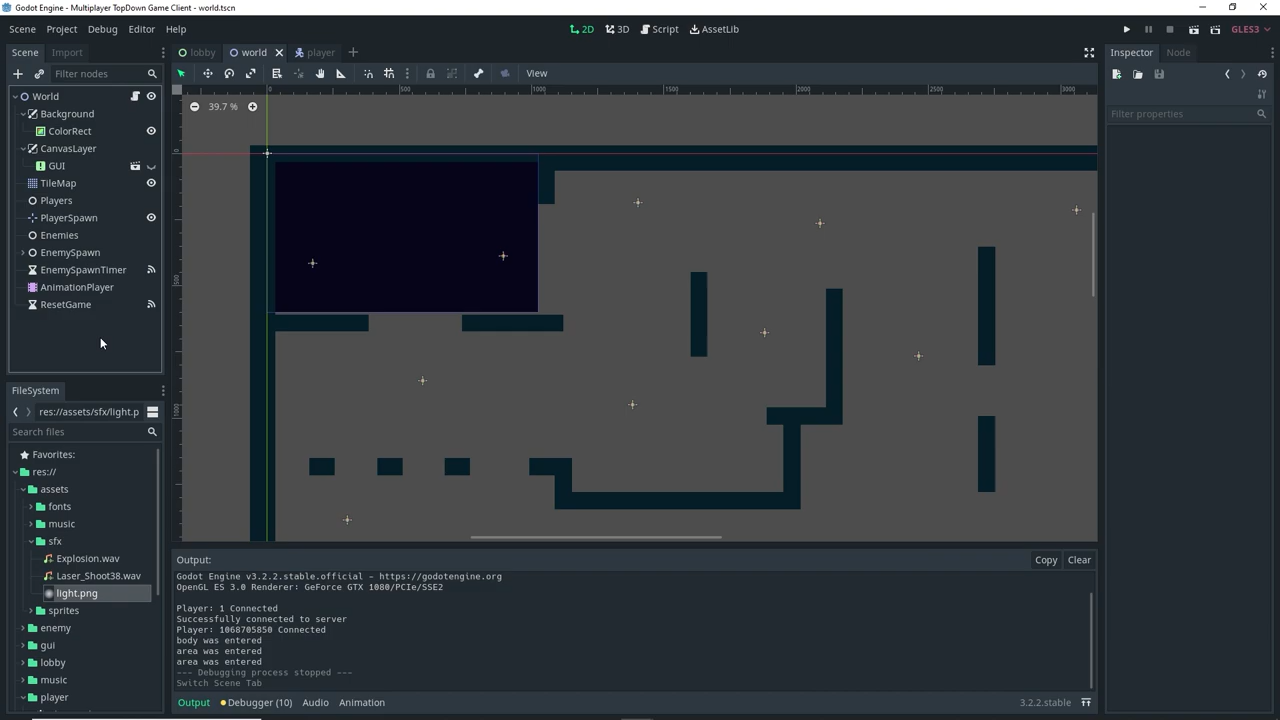 Godot Engine - Multiplayer TopDown Game Client - world.tscn
Scene Project Debug Editor Help
2D 3D Script AssetLib
GLES3
Scene Import
lobby world player
Inspector Node
Filter nodes
View
World
39.7 %
0 500 1000 1500 2000 2500 3000
Background
Filter properties
ColorRect
CanvasLayer
GUI
TileMap
Players
PlayerSpawn
Enemies
EnemySpawn
EnemySpawnTimer
AnimationPlayer
ResetGame
0
500
1000
FileSystem
res://assets/sfx/light.p
Search files
Favorites:
res://
assets
fonts
music
sfx
Explosion.wav
Laser_Shoot38.wav
light.png
sprites
enemy
gui
lobby
music
player
Output:
Copy Clear
Godot Engine v3.2.2.stable.official - https://godotengine.org
OpenGL ES 3.0 Renderer: GeForce GTX 1080/PCIe/SSE2
Player: 1 Connected
Successfully connected to server
Player: 1068705850 Connected
body was entered
area was entered
area was entered
--- Debugging process stopped ---
Switch Scene Tab
Output Debugger (10) Audio Animation
3.2.2.stable